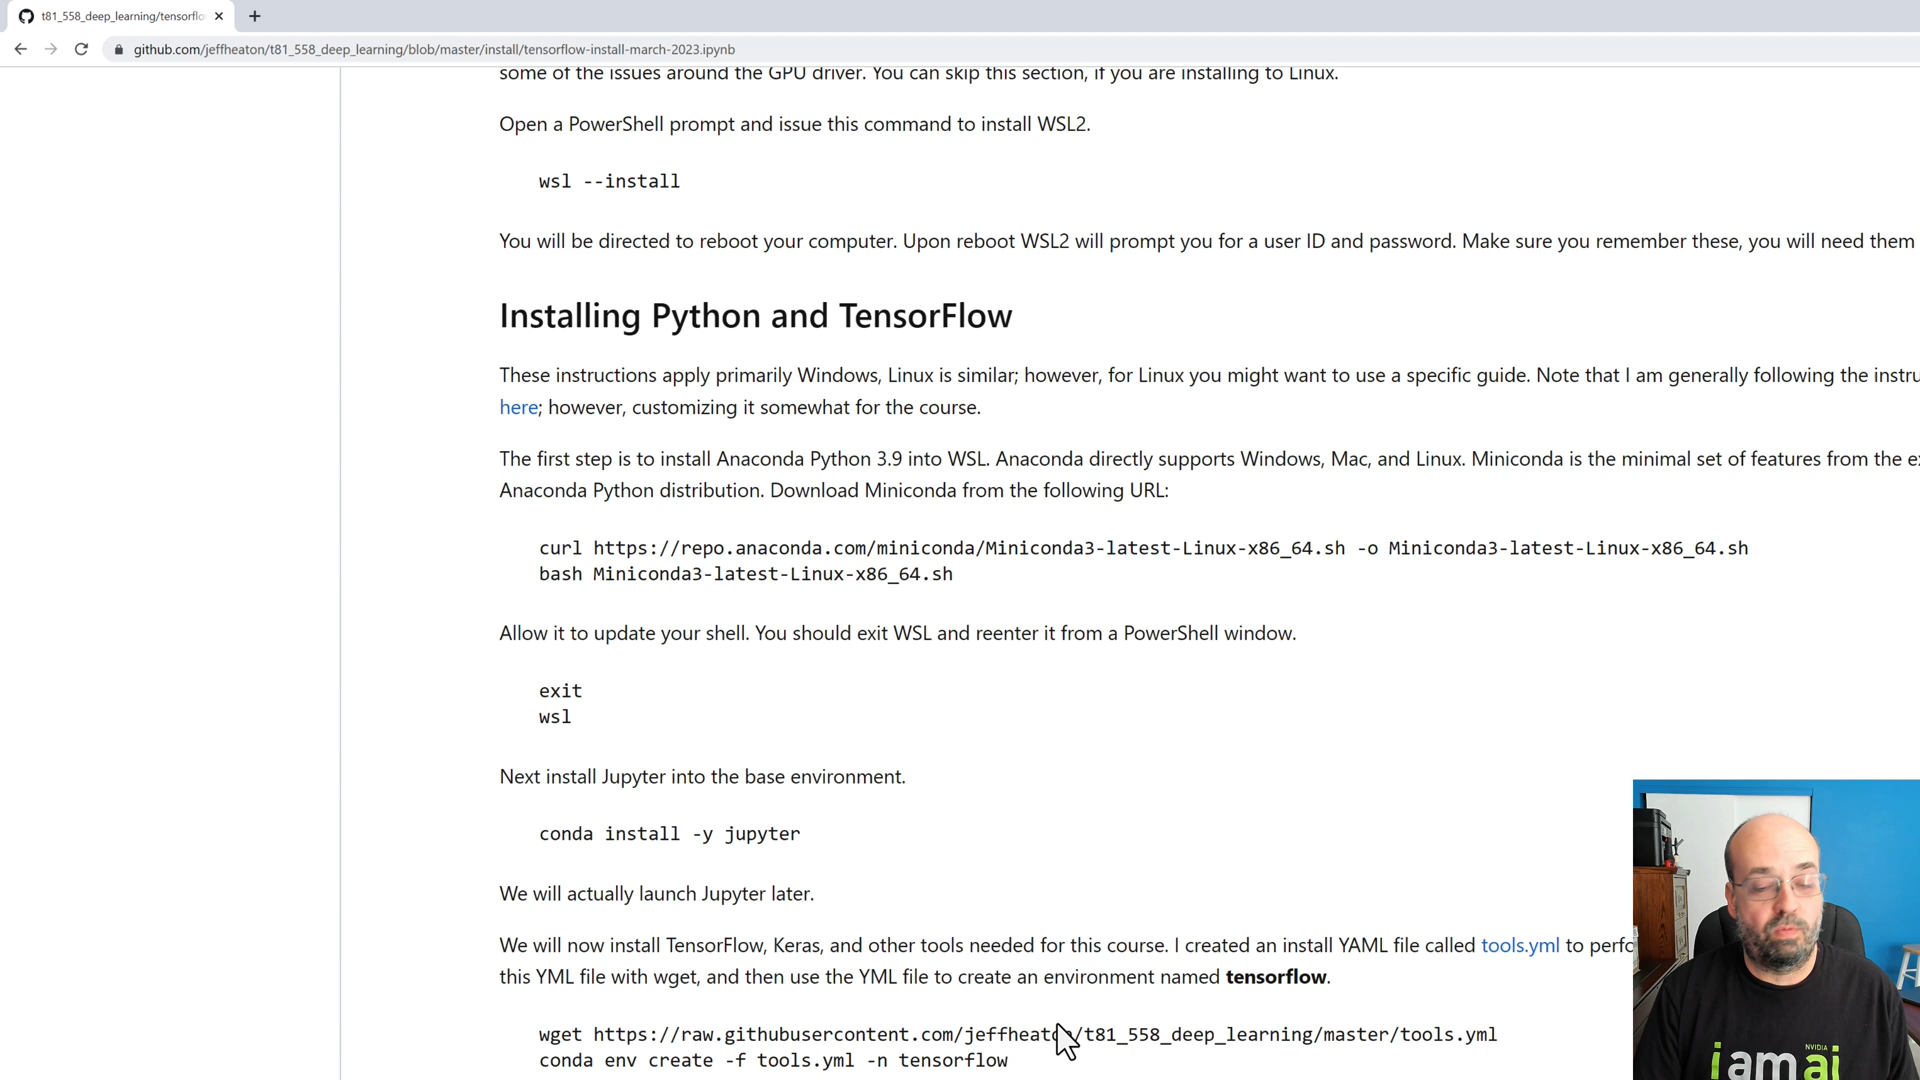 t81_558_deep_learning/tensorflo
github.com/jeffheaton/t81_558_deep_learning/blob/master/install/tensorflow-install-march-2023.ipynb
some of the issues around the GPU driver. You can skip this section, if you are installing to Linux.
Open a PowerShell prompt and issue this command to install WSL2.
wsl --install
You will be directed to reboot your computer. Upon reboot WSL2 will prompt you for a user ID and password. Make sure you remember these, you will need them
Installing Python and TensorFlow
These instructions apply primarily Windows, Linux is similar; however, for Linux you might want to use a specific guide. Note that I am generally following the instru
here; however, customizing it somewhat for the course.
The first step is to install Anaconda Python 3.9 into WSL. Anaconda directly supports Windows, Mac, and Linux. Miniconda is the minimal set of features from the e
Anaconda Python distribution. Download Miniconda from the following URL:
curl https://repo.anaconda.com/miniconda/Miniconda3-latest-Linux-x86_64.sh -o Miniconda3-latest-Linux-x86_64.sh
bash Miniconda3-latest-Linux-x86_64.sh
Allow it to update your shell. You should exit WSL and reenter it from a PowerShell window.
exit
wsl
Next install Jupyter into the base environment.
conda install -y jupyter
We will actually launch Jupyter later.
We will now install TensorFlow, Keras, and other tools needed for this course. I created an install YAML file called tools.yml to perfo
this YML file with wget, and then use the YML file to create an environment named tensorflow.
wget https://raw.githubusercontent.com/jeffheaton/t81_558_deep_learning/master/tools.yml
conda env create -f tools.yml -n tensorflow
NVIDIA
i am ai